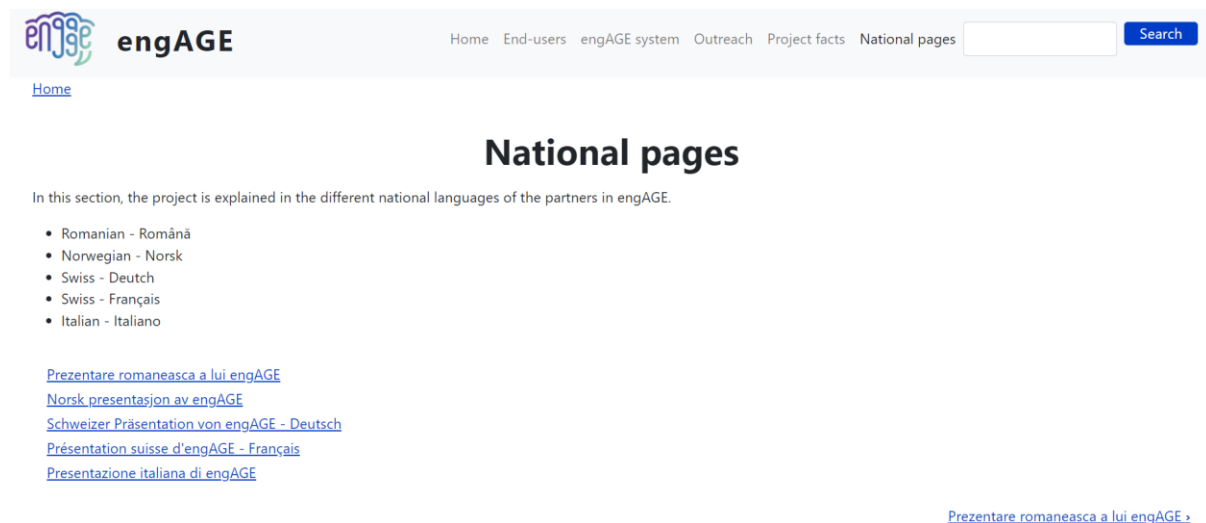 engage engAGE Home End-users engAGE system Outreach Project facts National pages Search
Home
National pages
In this section, the project is explained in the different national languages of the partners in engAGE.
• Romanian - Română
• Norwegian - Norsk
• Swiss - Deutch
• Swiss - Français
• Italian - Italiano
Prezentare romaneasca a lui engAGE
Norsk presentasjon av engAGE
Schweizer Präsentation von engAGE - Deutsch
Présentation suisse d'engAGE - Français
Presentazione italiana di engAGE
Prezentare romaneasca a lui engAGE ›